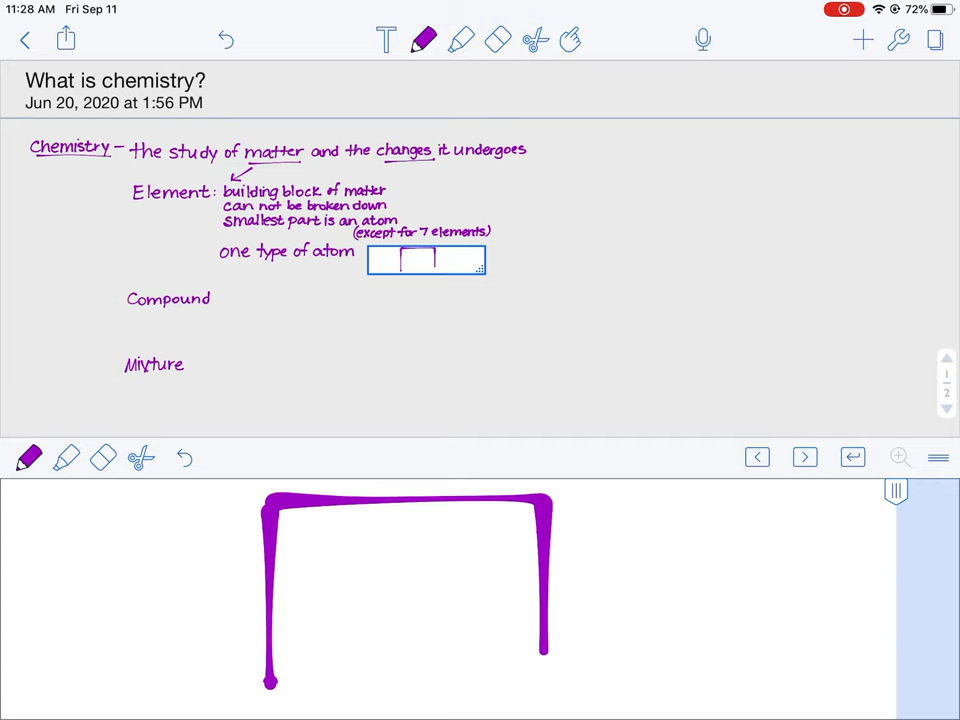 11:28 AM Fri Sep 11
72%
T
What is chemistry?
Jun 20, 2020 at 1:56 PM
Chemistry – the study of matter and the changes it undergoes
Element: building block of matter
can not be broken down
smallest part is an atom
(except for 7 elements)
one type of atom
Compound
Mixture
1
2